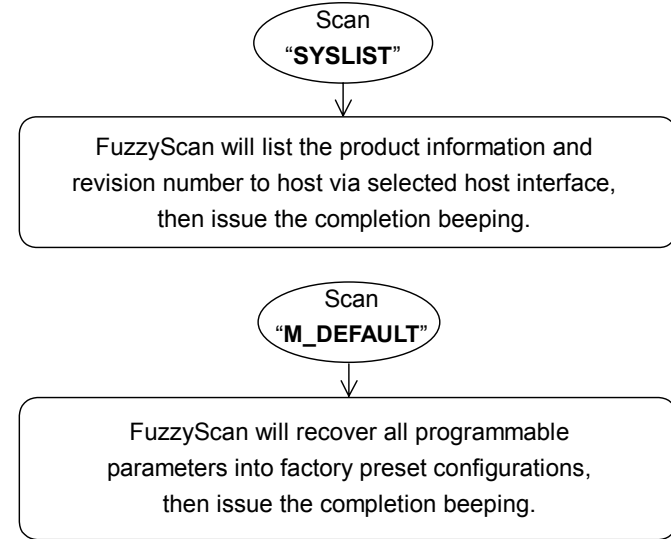 Scan
“SYSLIST”
FuzzyScan will list the product information and
revision number to host via selected host interface,
then issue the completion beeping.
Scan
“M_DEFAULT”
FuzzyScan will recover all programmable
parameters into factory preset configurations,
then issue the completion beeping.